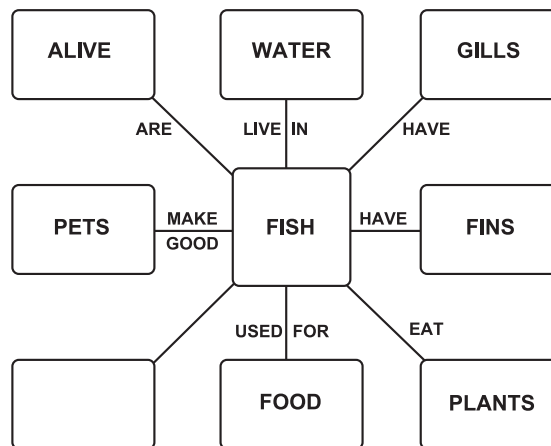 ALIVE
WATER
GILLS
ARE
LIVE IN
HAVE
PETS
MAKE
GOOD
FISH
HAVE
FINS
USED FOR
EAT
FOOD
PLANTS